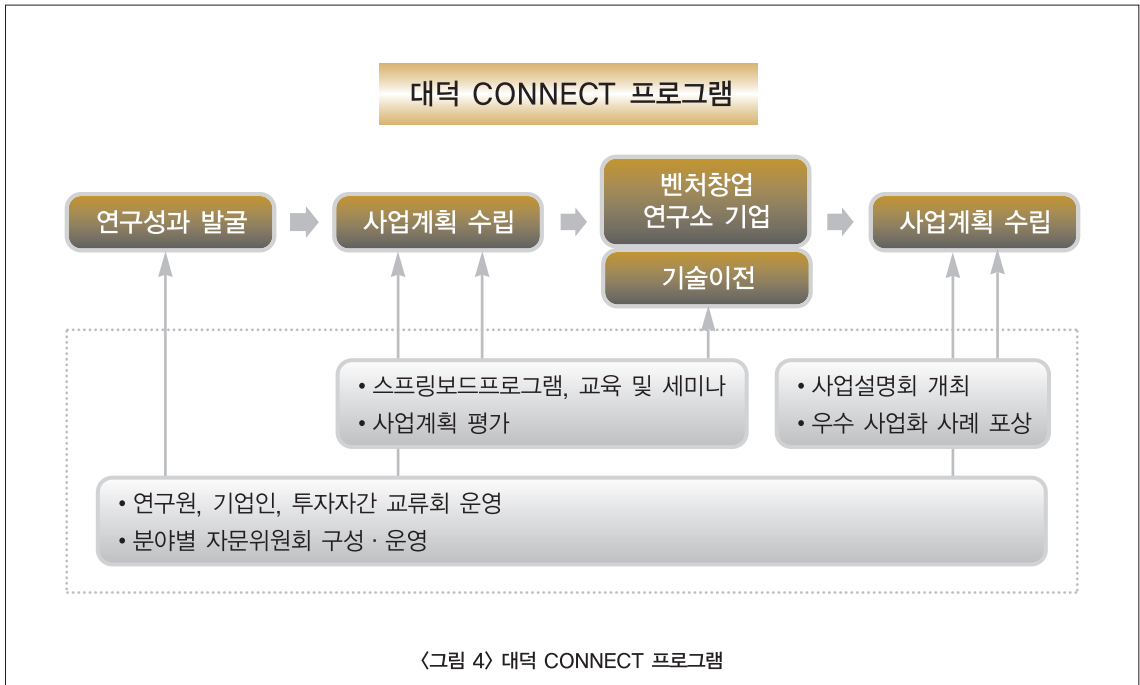 대덕 CONNECT 프로그램
연구성과 발굴
사업계획 수립
벤처창업
연구소 기업
기술이전
사업계획 수립
• 스프링보드프로그램, 교육 및 세미나
• 사업계획 평가
• 사업설명회 개최
• 우수 사업화 사례 포상
• 연구원, 기업인, 투자자간 교류회 운영
• 분야별 자문위원회 구성 · 운영
〈그림 4〉 대덕 CONNECT 프로그램